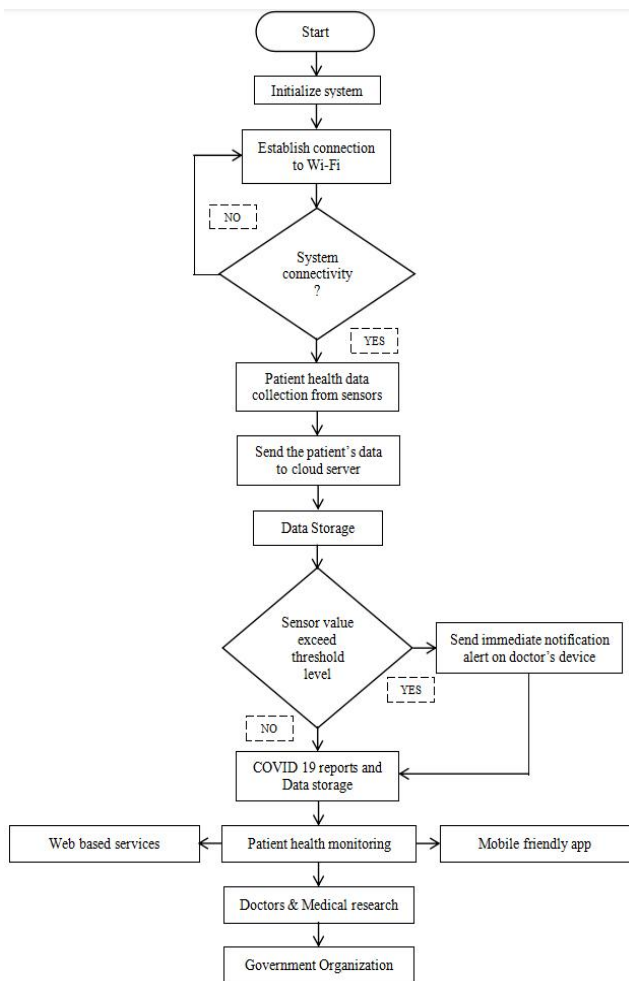 Start
Initialize system
Establish connection
to Wi-Fi
NO
System
connectivity
?
YES
Patient health data
collection from sensors
Send the patient’s data
to cloud server
Data Storage
Sensor value
exceed
threshold
level
Send immediate notification
alert on doctor’s device
YES
NO
COVID 19 reports and
Data storage
Web based services
Patient health monitoring
Mobile friendly app
Doctors & Medical research
Government Organization